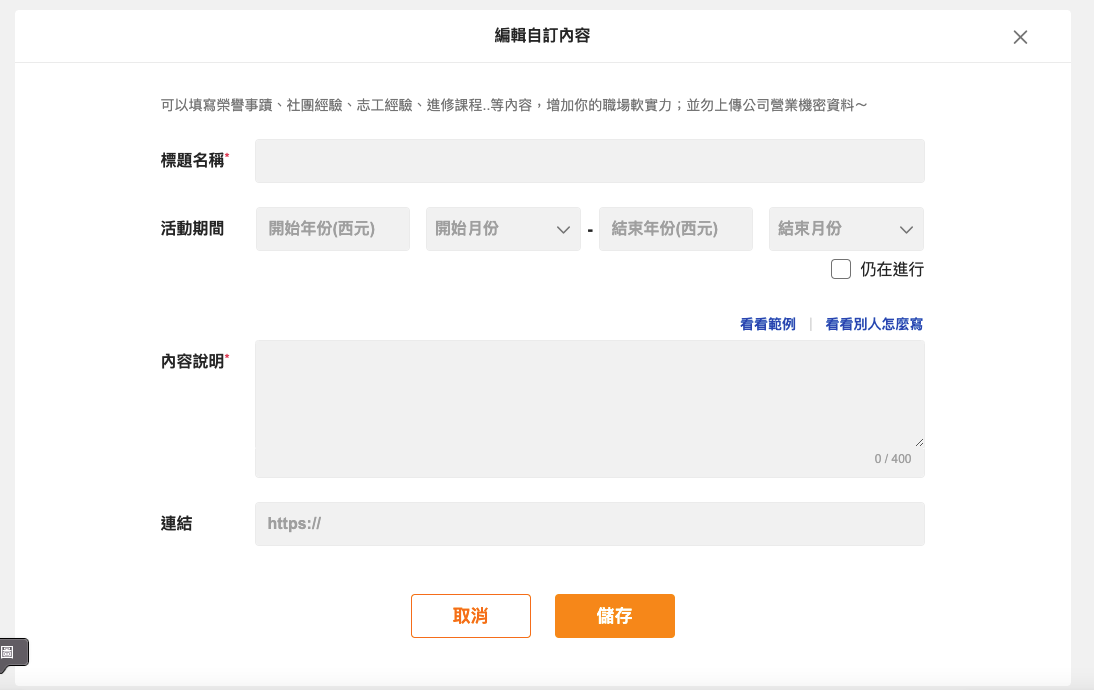 編輯自訂內容
可以填寫榮譽事蹟、社團經驗、志工經驗、進修課程..等內容，增加你的職場軟實力；並勿上傳公司營業機密資料～
標題名稱*
活動期間 開始年份(西元) 開始月份 - 結束年份(西元) 結束月份
仍在進行
看看範例 | 看看別人怎麼寫
內容說明*
0 / 400
連結 https://
取消 儲存
圖